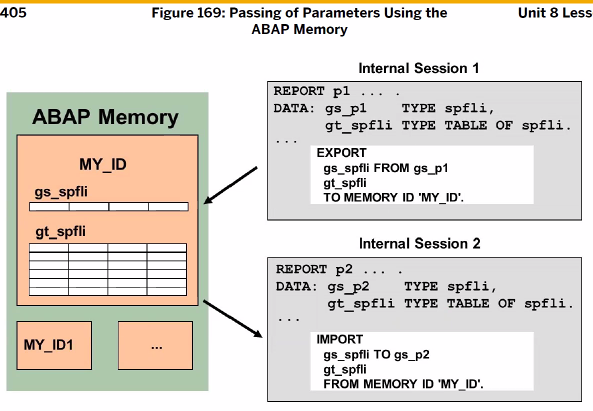 405
Figure 169: Passing of Parameters Using the
ABAP Memory
Unit 8 Less
ABAP Memory
MY_ID
gs_spfli
gt_spfli
MY_ID1
...
Internal Session 1
REPORT p1 ... .
DATA: gs_p1 TYPE spfli,
gt_spfli TYPE TABLE OF spfli.
...
EXPORT
gs_spfli FROM gs_p1
gt_spfli
TO MEMORY ID 'MY_ID'.
Internal Session 2
REPORT p2 ... .
DATA: gs_p2 TYPE spfli,
gt_spfli TYPE TABLE OF spfli.
...
IMPORT
gs_spfli TO gs_p2
gt_spfli
FROM MEMORY ID 'MY_ID'.